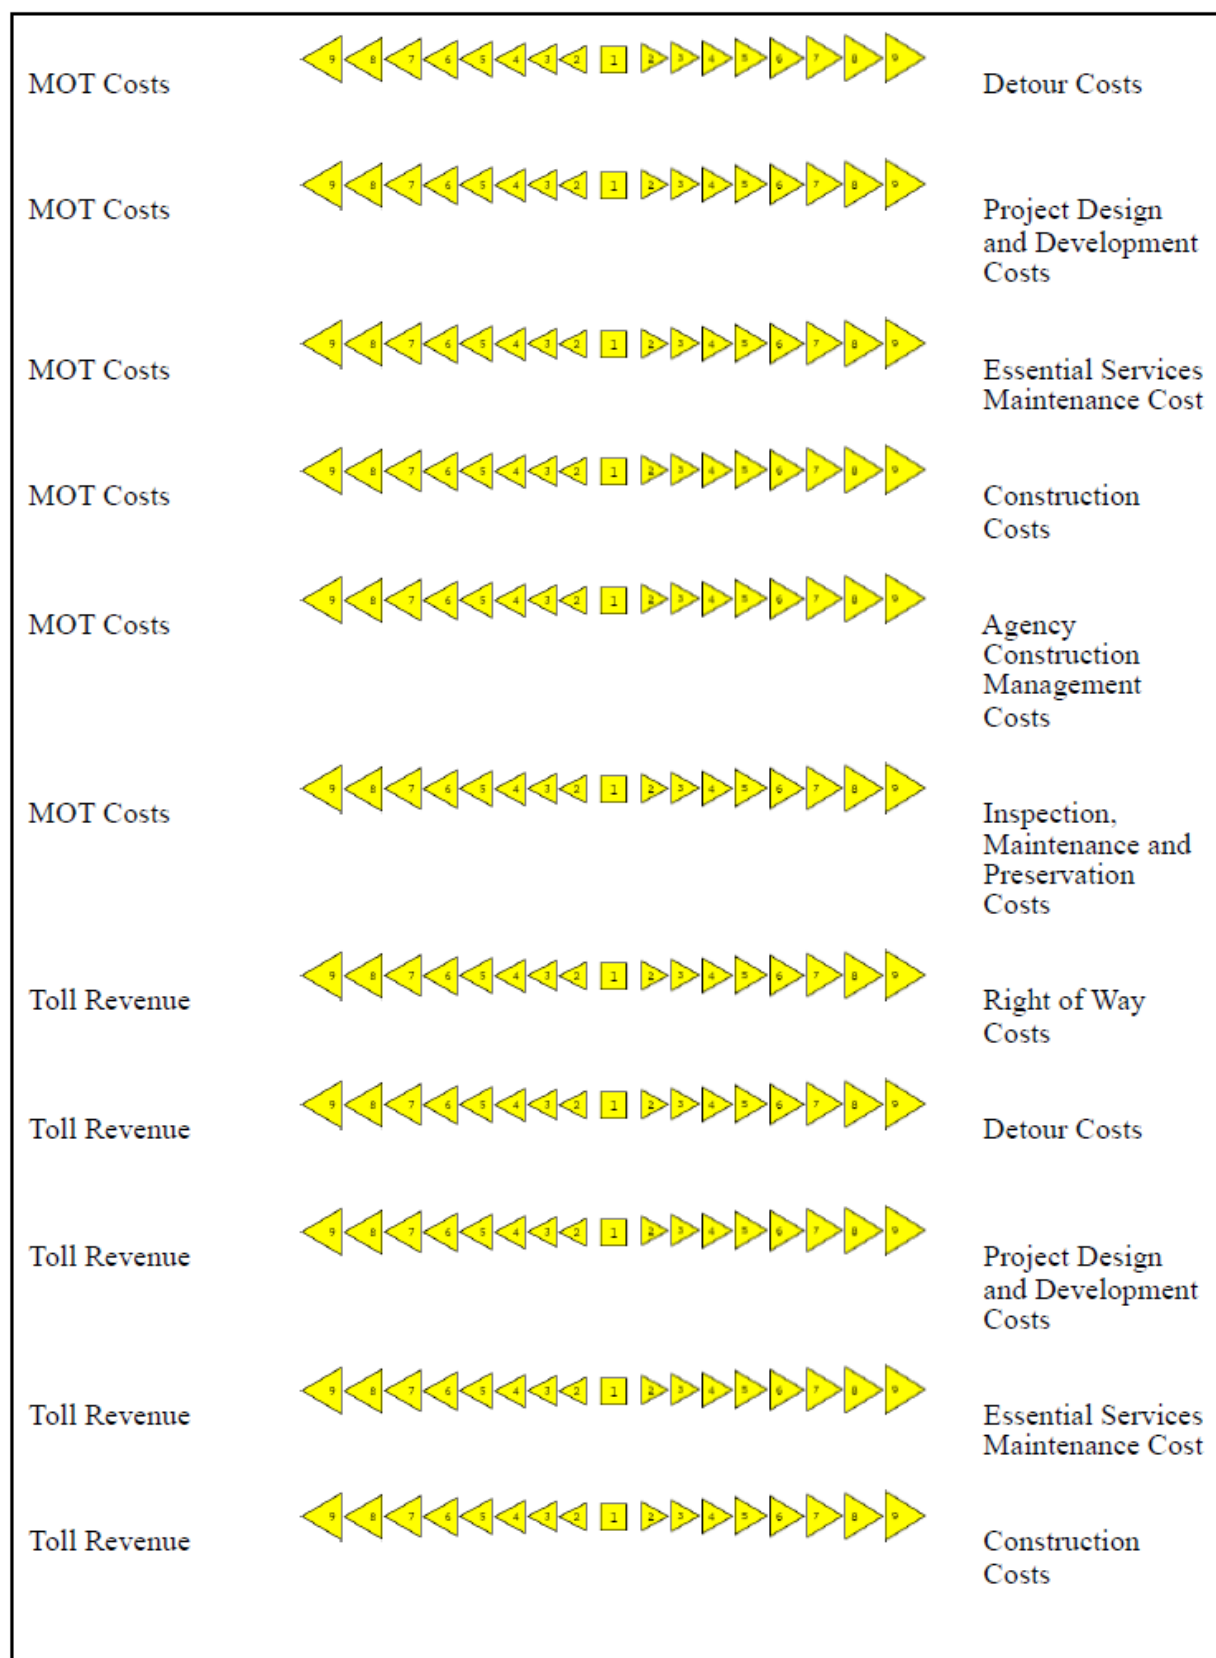 9 8 7 6 5 4 3 2 1 2 3 4 5 6 7 8 9
MOT Costs Detour Costs
9 8 7 6 5 4 3 2 1 2 3 4 5 6 7 8 9
MOT Costs Project Design
and Development
Costs
9 8 7 6 5 4 3 2 1 2 3 4 5 6 7 8 9
MOT Costs Essential Services
Maintenance Cost
9 8 7 6 5 4 3 2 1 2 3 4 5 6 7 8 9
MOT Costs Construction
Costs
9 8 7 6 5 4 3 2 1 2 3 4 5 6 7 8 9
MOT Costs Agency
Construction
Management
Costs
9 8 7 6 5 4 3 2 1 2 3 4 5 6 7 8 9
MOT Costs Inspection,
Maintenance and
Preservation
Costs
9 8 7 6 5 4 3 2 1 2 3 4 5 6 7 8 9
Toll Revenue Right of Way
Costs
9 8 7 6 5 4 3 2 1 2 3 4 5 6 7 8 9
Toll Revenue Detour Costs
9 8 7 6 5 4 3 2 1 2 3 4 5 6 7 8 9
Toll Revenue Project Design
and Development
Costs
9 8 7 6 5 4 3 2 1 2 3 4 5 6 7 8 9
Toll Revenue Essential Services
Maintenance Cost
9 8 7 6 5 4 3 2 1 2 3 4 5 6 7 8 9
Toll Revenue Construction
Costs